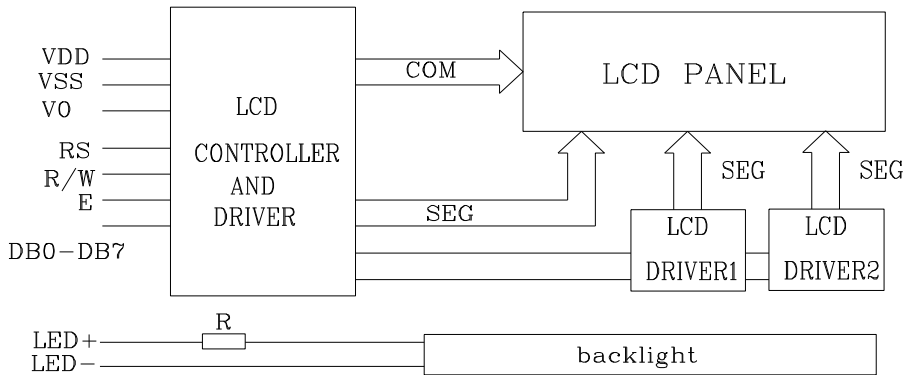 VDD
VSS
V0
RS
R/W
E
DB0-DB7
LCD
CONTROLLER
AND
DRIVER
COM
LCD PANEL
SEG
SEG
SEG
LCD
DRIVER1
LCD
DRIVER2
R
LED+
LED-
backlight